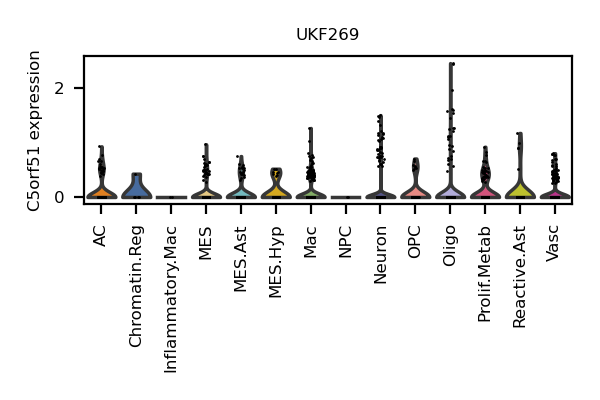 UKF269
C5orf51 expression
2
0
AC
Chromatin.Reg
Inflammatory.Mac
MES
MES.Ast
MES.Hyp
Mac
NPC
Neuron
OPC
Oligo
Prolif.Metab
Reactive.Ast
Vasc